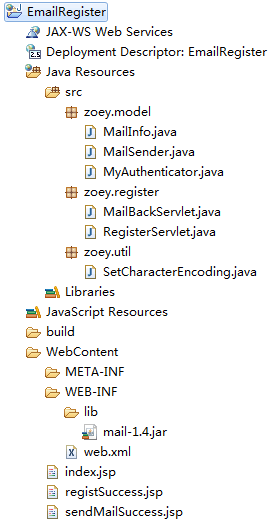 EmailRegister
JAX-WS Web Services
2.5 Deployment Descriptor: EmailRegister
Java Resources
src
zoey.model
MailInfo.java
MailSender.java
MyAuthenticator.java
zoey.register
MailBackServlet.java
RegisterServlet.java
zoey.util
SetCharacterEncoding.java
Libraries
JavaScript Resources
build
WebContent
META-INF
WEB-INF
lib
mail-1.4.jar
web.xml
index.jsp
registSuccess.jsp
sendMailSuccess.jsp